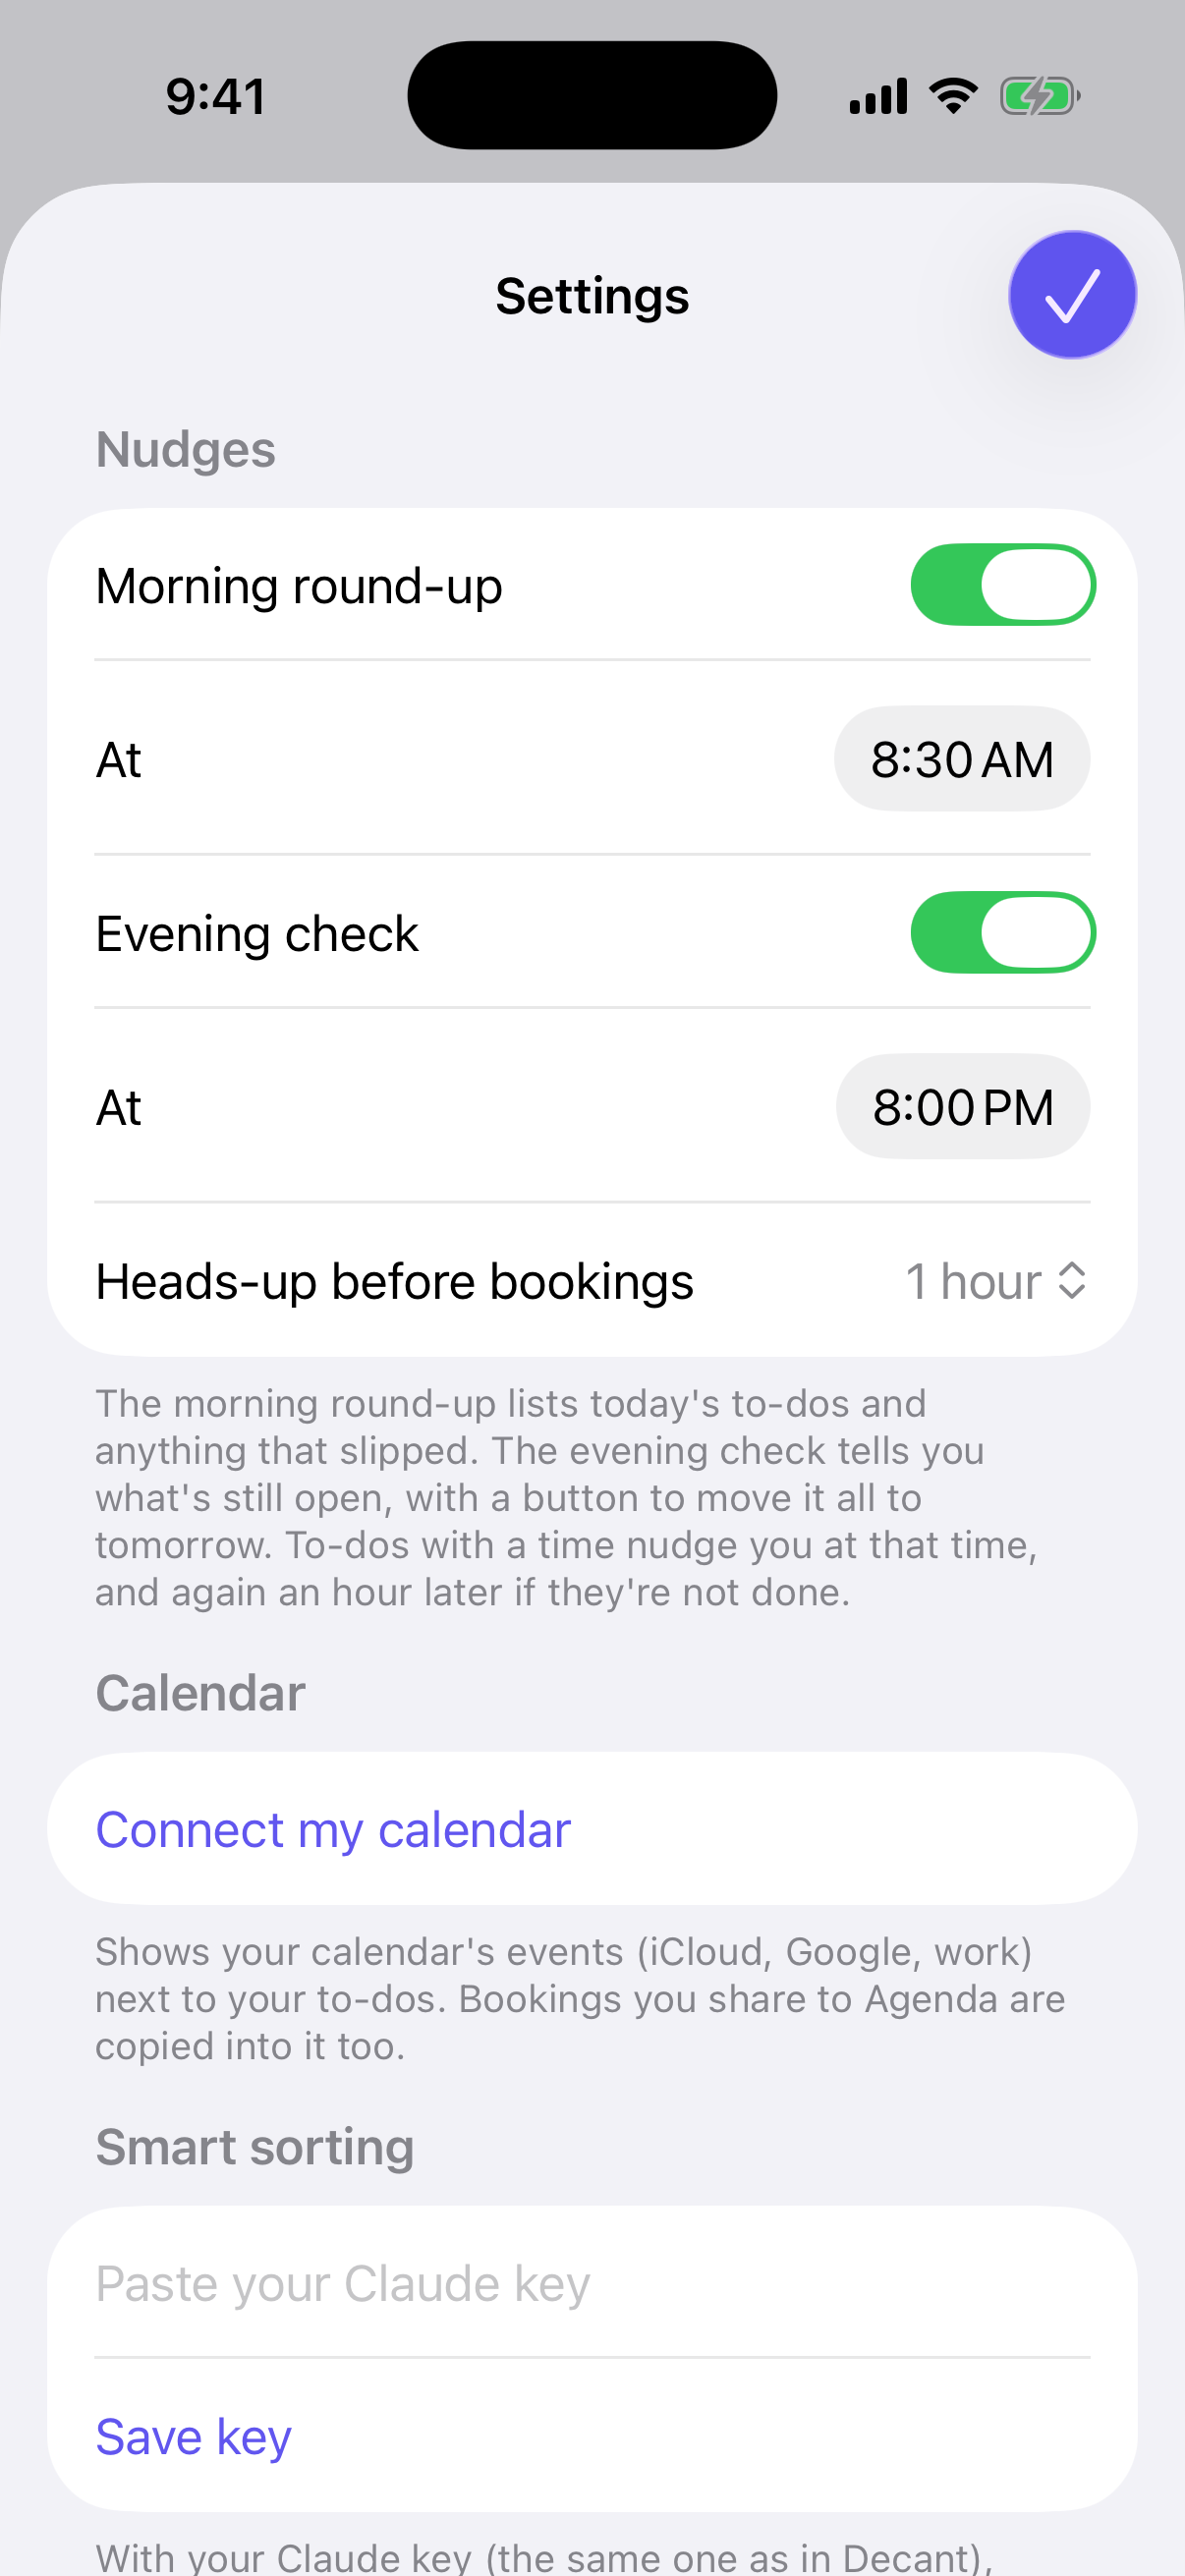 9:41
Settings
Nudges
Morning round-up
At 8:30 AM
Evening check
At 8:00 PM
Heads-up before bookings 1 hour
The morning round-up lists today's to-dos and
anything that slipped. The evening check tells you
what's still open, with a button to move it all to
tomorrow. To-dos with a time nudge you at that time,
and again an hour later if they're not done.
Calendar
Connect my calendar
Shows your calendar's events (iCloud, Google, work)
next to your to-dos. Bookings you share to Agenda are
copied into it too.
Smart sorting
Paste your Claude key
Save key
With your Claude key (the same one as in Decant),